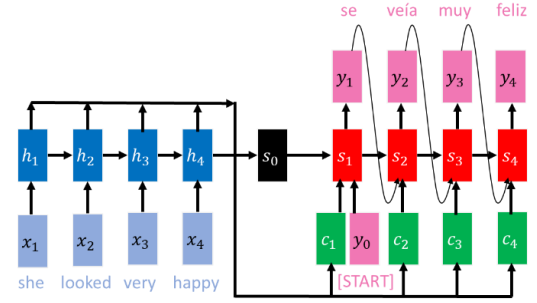 se veía muy feliz
y₁ y₂ y₃ y₄
h₁ h₂ h₃ h₄ s₀ s₁ s₂ s₃ s₄
x₁ x₂ x₃ x₄ c₁ y₀ c₂ c₃ c₄
she looked very happy [START]